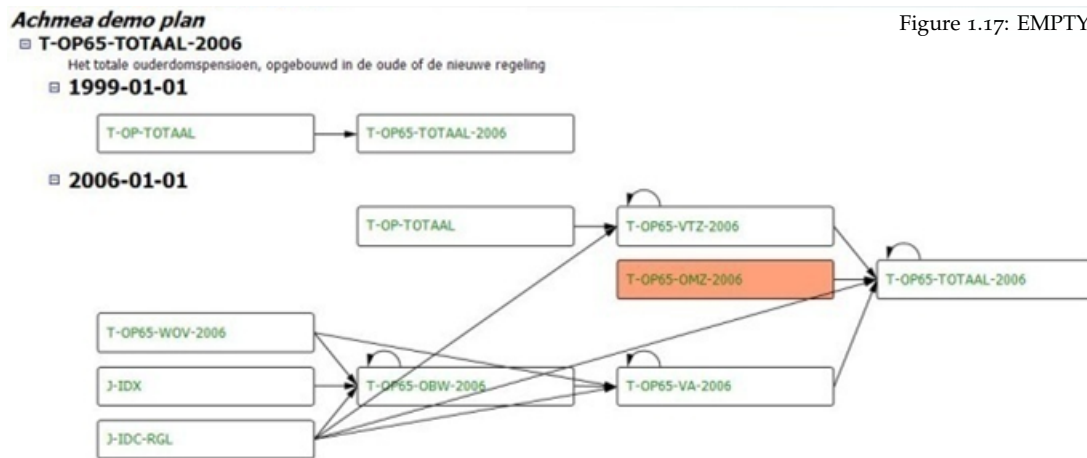 Achmea demo plan
Figure 1.17: EMPTY
T-OP65-TOTAAL-2006
Het totale ouderdomspensioen, opgebouwd in de oude of de nieuwe regeling
1999-01-01
T-OP-TOTAAL
T-OP65-TOTAAL-2006
2006-01-01
T-OP-TOTAAL
T-OP65-VTZ-2006
T-OP65-OMZ-2006
T-OP65-TOTAAL-2006
T-OP65-WOV-2006
J-IDX
T-OP65-OBW-2006
T-OP65-VA-2006
J-IDC-RGL